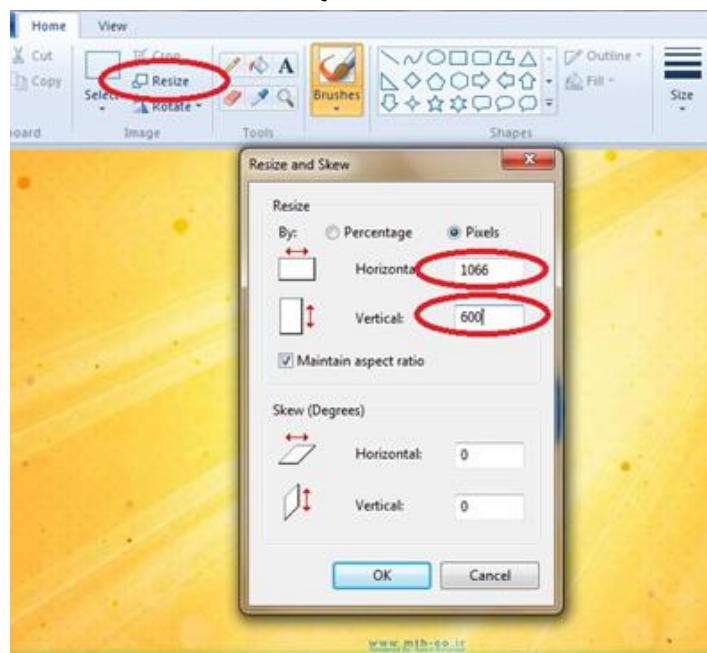 Home View
Cut
Copy
Select
Crop
Resize
Rotate
A
Brushes
Outline
Fill
Size
Image Tools Shapes
Resize and Skew
Resize
By: Percentage Pixels
Horizonta 1066
Vertical: 600
Maintain aspect ratio
Skew (Degrees)
Horizontal: 0
Vertical: 0
OK Cancel
www.mth-co.ir